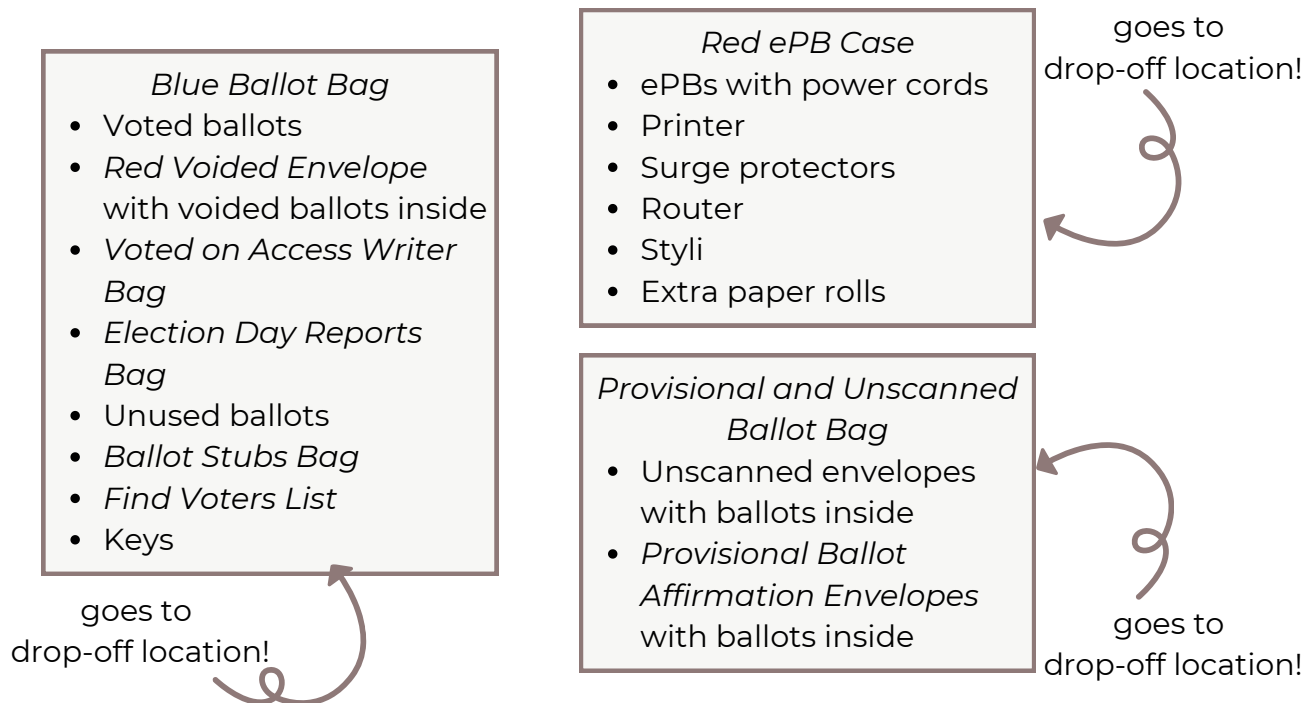 Blue Ballot Bag
• Voted ballots
• Red Voided Envelope
with voided ballots inside
• Voted on Access Writer
Bag
• Election Day Reports
Bag
• Unused ballots
• Ballot Stubs Bag
• Find Voters List
• Keys
goes to
drop-off location!
Red ePB Case
• ePBs with power cords
• Printer
• Surge protectors
• Router
• Styli
• Extra paper rolls
goes to
drop-off location!
Provisional and Unscanned
Ballot Bag
• Unscanned envelopes
with ballots inside
• Provisional Ballot
Affirmation Envelopes
with ballots inside
goes to
drop-off location!